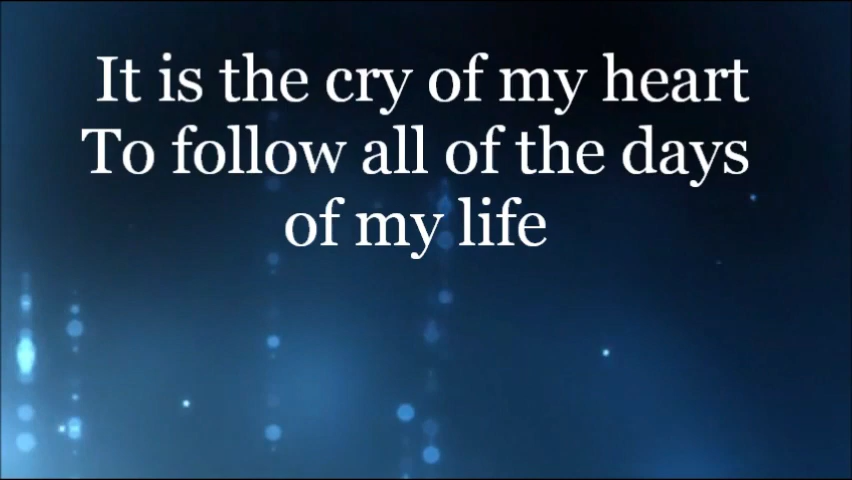 It is the cry of my heart
To follow all of the days
of my life